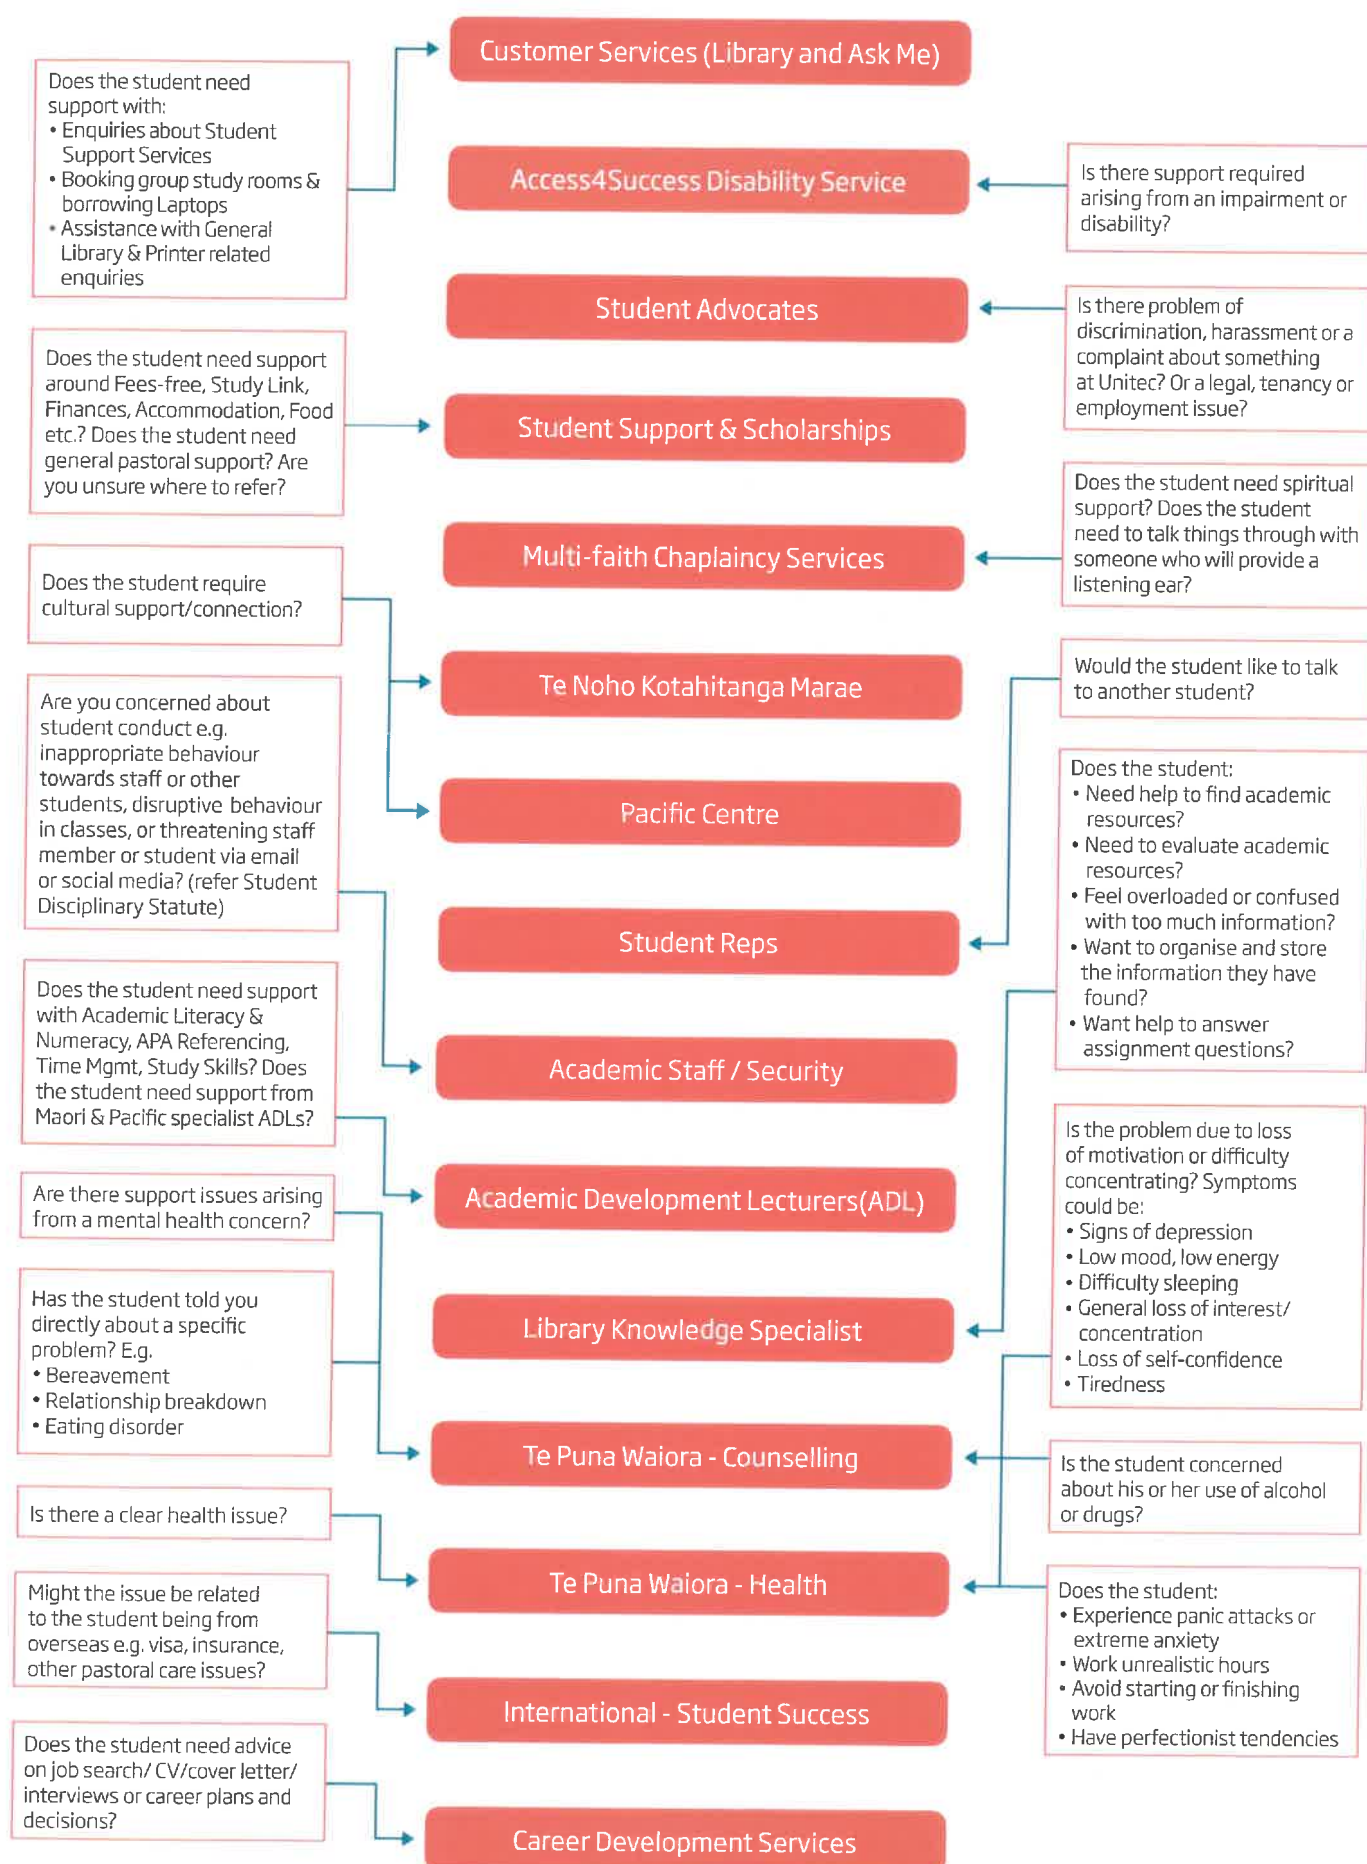 Customer Services (Library and Ask Me)
Does the student need
support with:
• Enquiries about Student
Support Services
• Booking group study rooms &
borrowing Laptops
• Assistance with General
Library & Printer related
enquiries
Access4Success Disability Service
Is there support required
arising from an impairment or
disability?
Student Advocates
Is there problem of
discrimination, harassment or a
complaint about something
at Unitec? Or a legal, tenancy or
employment issue?
Does the student need support
around Fees-free, Study Link,
Finances, Accommodation, Food
etc.? Does the student need
general pastoral support? Are
you unsure where to refer?
Student Support & Scholarships
Does the student need spiritual
support? Does the student
need to talk things through with
someone who will provide a
listening ear?
Multi-faith Chaplaincy Services
Does the student require
cultural support/connection?
Te Noho Kotahitanga Marae
Would the student like to talk
to another student?
Are you concerned about
student conduct e.g.
inappropriate behaviour
towards staff or other
students, disruptive behaviour
in classes, or threatening staff
member or student via email
or social media? (refer Student
Disciplinary Statute)
Pacific Centre
Does the student:
• Need help to find academic
resources?
• Need to evaluate academic
resources?
• Feel overloaded or confused
with too much information?
• Want to organise and store
the information they have
found?
• Want help to answer
assignment questions?
Student Reps
Does the student need support
with Academic Literacy &
Numeracy, APA Referencing,
Time Mgmt, Study Skills? Does
the student need support from
Maori & Pacific specialist ADLs?
Academic Staff / Security
Is the problem due to loss
of motivation or difficulty
concentrating? Symptoms
could be:
• Signs of depression
• Low mood, low energy
• Difficulty sleeping
• General loss of interest/
concentration
• Loss of self-confidence
• Tiredness
Academic Development Lecturers(ADL)
Are there support issues arising
from a mental health concern?
Has the student told you
directly about a specific
problem? E.g.
• Bereavement
• Relationship breakdown
• Eating disorder
Library Knowledge Specialist
Te Puna Waiora - Counselling
Is the student concerned
about his or her use of alcohol
or drugs?
Is there a clear health issue?
Te Puna Waiora - Health
Does the student:
• Experience panic attacks or
extreme anxiety
• Work unrealistic hours
• Avoid starting or finishing
work
• Have perfectionist tendencies
Might the issue be related
to the student being from
overseas e.g. visa, insurance,
other pastoral care issues?
International - Student Success
Does the student need advice
on job search/ CV/cover letter/
interviews or career plans and
decisions?
Career Development Services